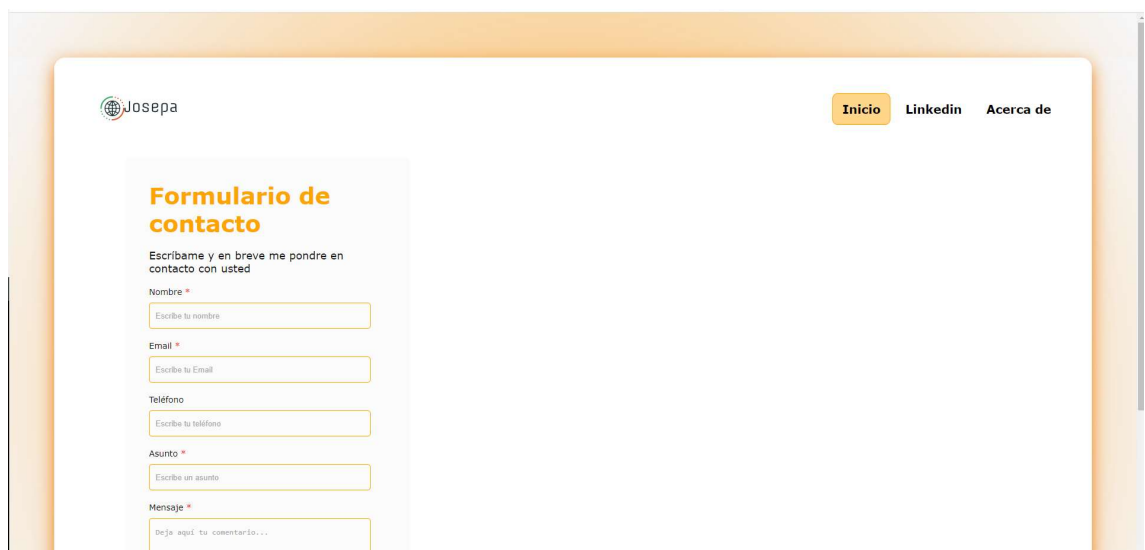 Josepa
Inicio Linkedin Acerca de
Formulario de
contacto
Escríbame y en breve me pondre en
contacto con usted
Nombre *
Escribe tu nombre
Email *
Escribe tu Email
Teléfono
Escribe tu teléfono
Asunto *
Escribe un asunto
Mensaje *
Deja aquí tu comentario...